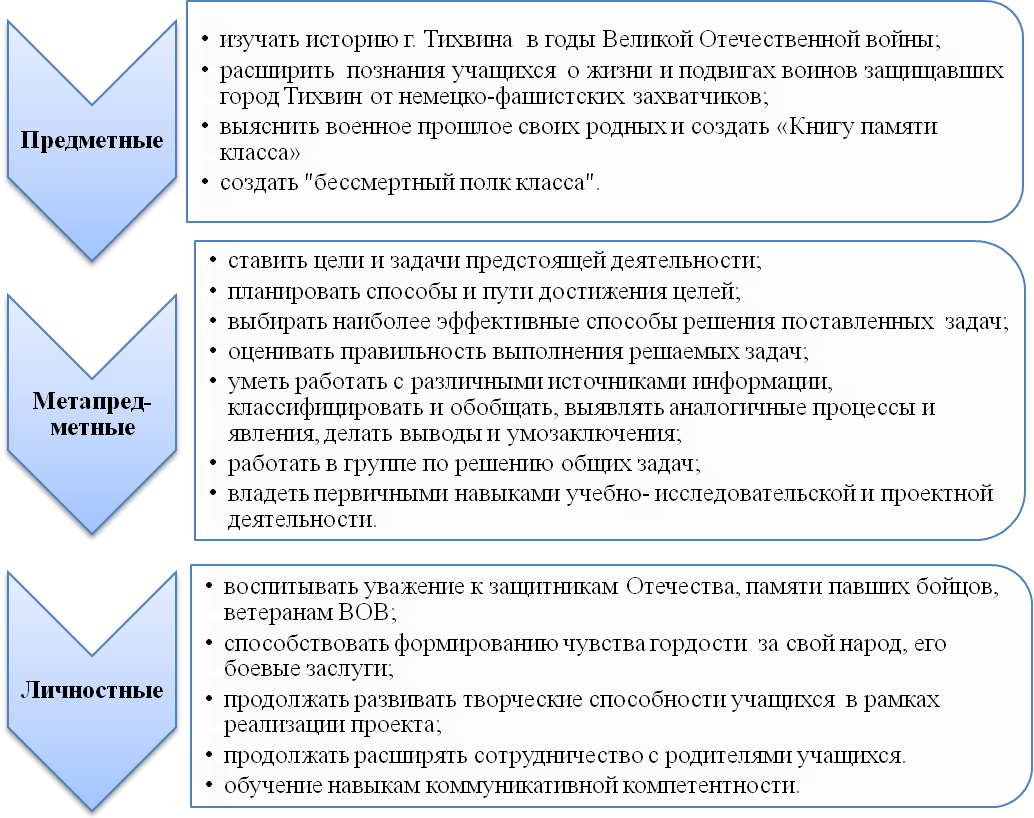 Предметные
• изучать историю г. Тихвина в годы Великой Отечественной войны;
• расширить познания учащихся о жизни и подвигах воинов защищавших
город Тихвин от немецко-фашистских захватчиков;
• выяснить военное прошлое своих родных и создать «Книгу памяти
класса»
• создать "бессмертный полк класса".
Метапред-
метные
• ставить цели и задачи предстоящей деятельности;
• планировать способы и пути достижения целей;
• выбирать наиболее эффективные способы решения поставленных задач;
• оценивать правильность выполнения решаемых задач;
• уметь работать с различными источниками информации,
классифицировать и обобщать, выявлять аналогичные процессы и
явления, делать выводы и умозаключения;
• работать в группе по решению общих задач;
• владеть первичными навыками учебно- исследовательской и проектной
деятельности.
Личностные
• воспитывать уважение к защитникам Отечества, памяти павших бойцов,
ветеранам ВОВ;
• способствовать формированию чувства гордости за свой народ, его
боевые заслуги;
• продолжать развивать творческие способности учащихся в рамках
реализации проекта;
• продолжать расширять сотрудничество с родителями учащихся.
• обучение навыкам коммуникативной компетентности.